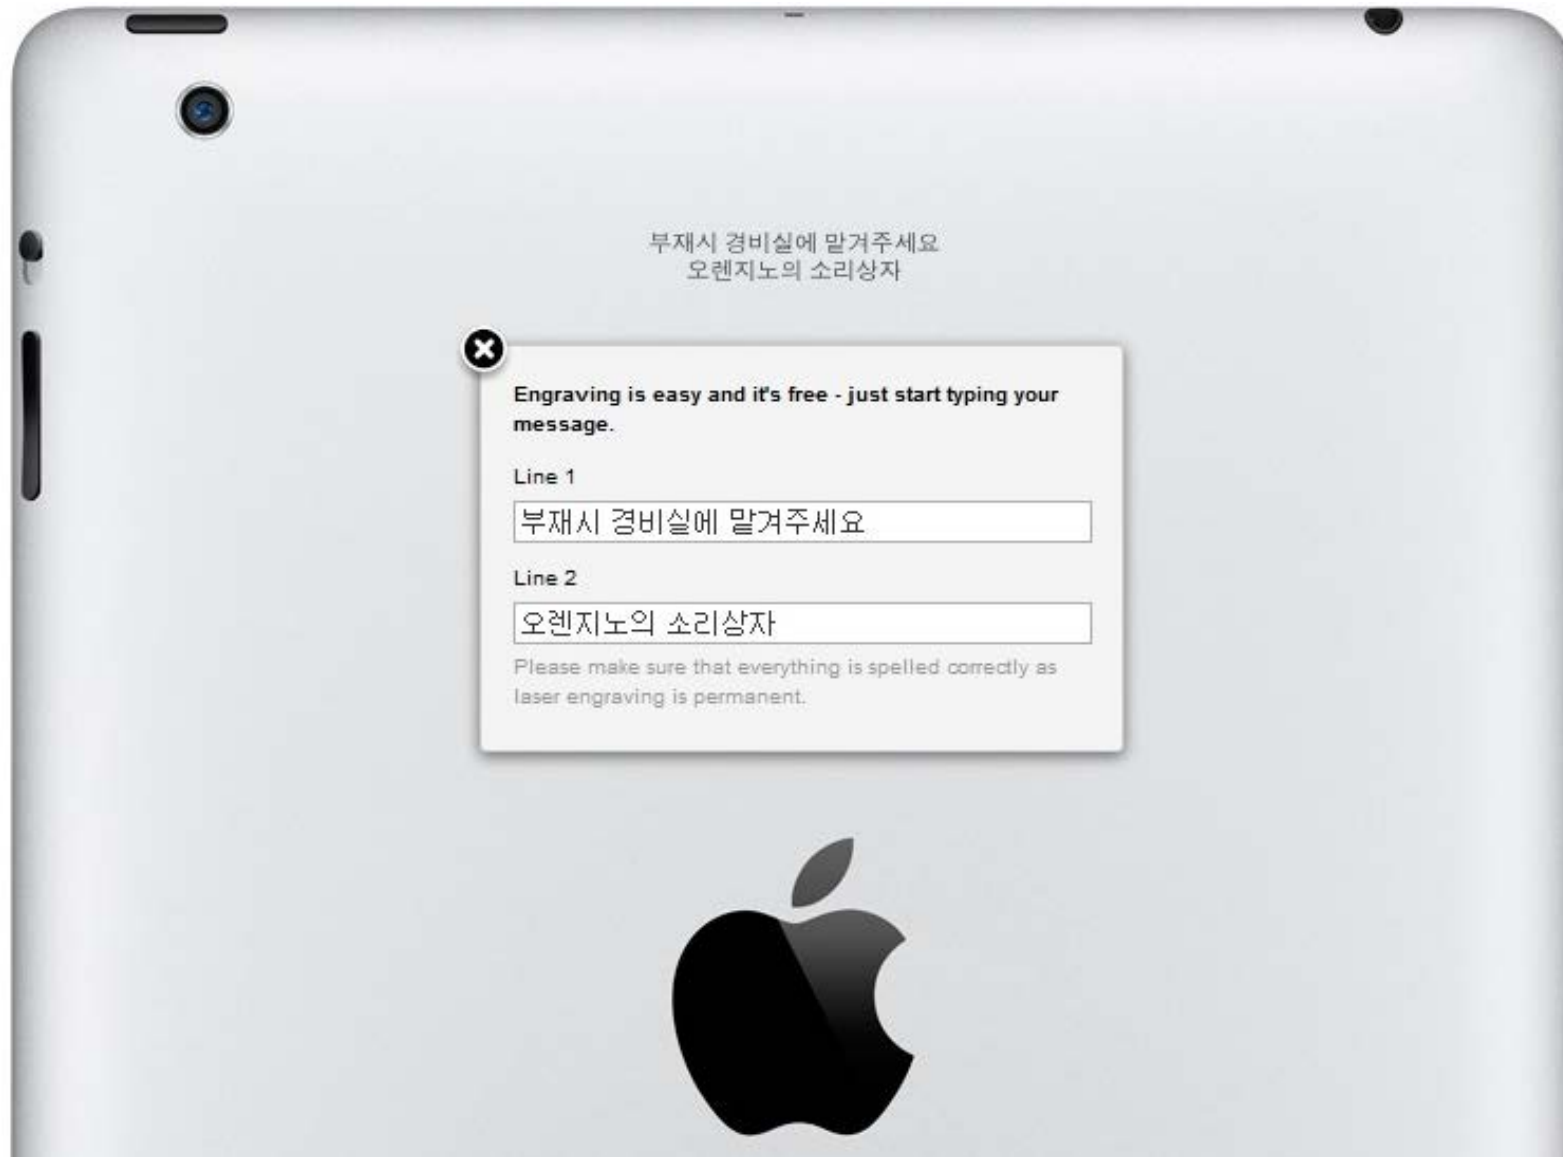 부재시 경비실에 맡겨주세요
오렌지노의 소리상자
Engraving is easy and it's free - just start typing your
message.
Line 1
부재시 경비실에 맡겨주세요
Line 2
오렌지노의 소리상자
Please make sure that everything is spelled correctly as
laser engraving is permanent.